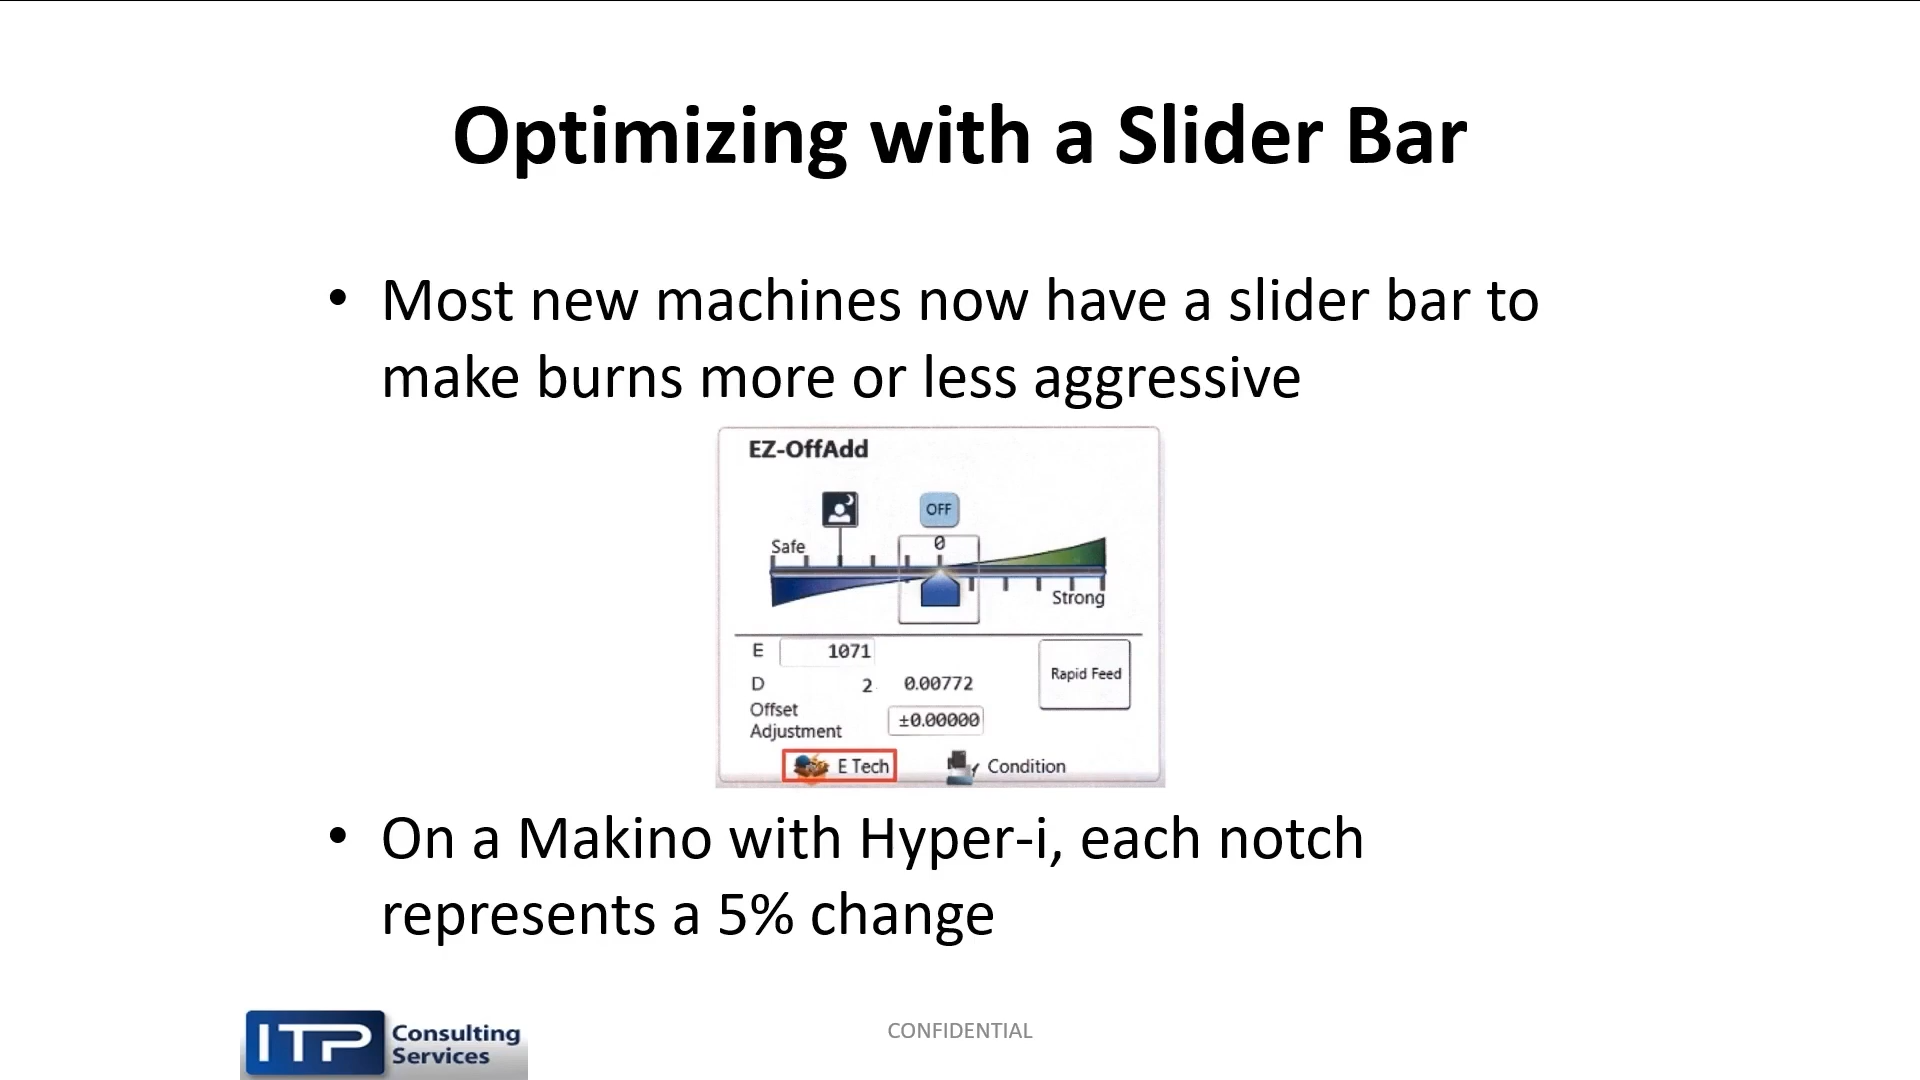 Optimizing with a Slider Bar
• Most new machines now have a slider bar to
make burns more or less aggressive
EZ-OffAdd
OFF
Safe
0
Strong
E 1071
D 2 0.00772
Rapid Feed
Offset
Adjustment ±0.00000
E Tech Condition
• On a Makino with Hyper-i, each notch
represents a 5% change
ITP Consulting
Services
CONFIDENTIAL